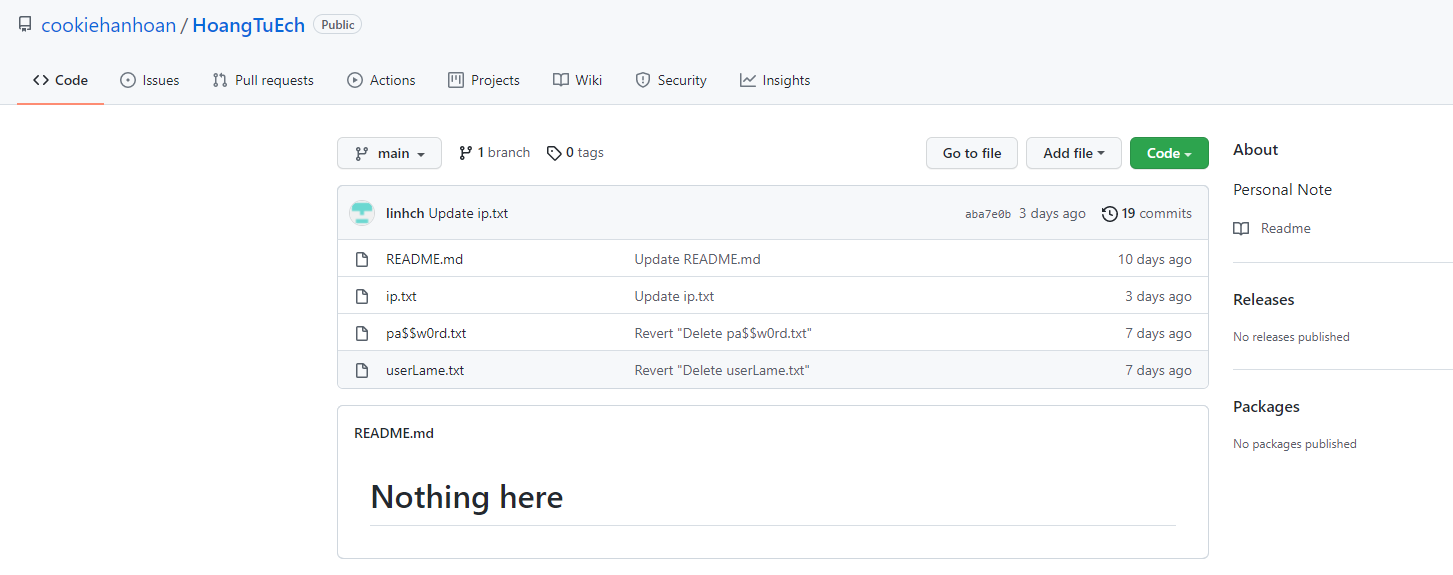 cookiehanhoan / HoangTuEch Public
Code Issues Pull requests Actions Projects Wiki Security Insights
main 1 branch 0 tags Go to file Add file Code
linhch Update ip.txt aba7e0b 3 days ago 19 commits
README.md Update README.md 10 days ago
ip.txt Update ip.txt 3 days ago
pa$$w0rd.txt Revert "Delete pa$$w0rd.txt" 7 days ago
userLame.txt Revert "Delete userLame.txt" 7 days ago
README.md
Nothing here
About
Personal Note
Readme
Releases
No releases published
Packages
No packages published